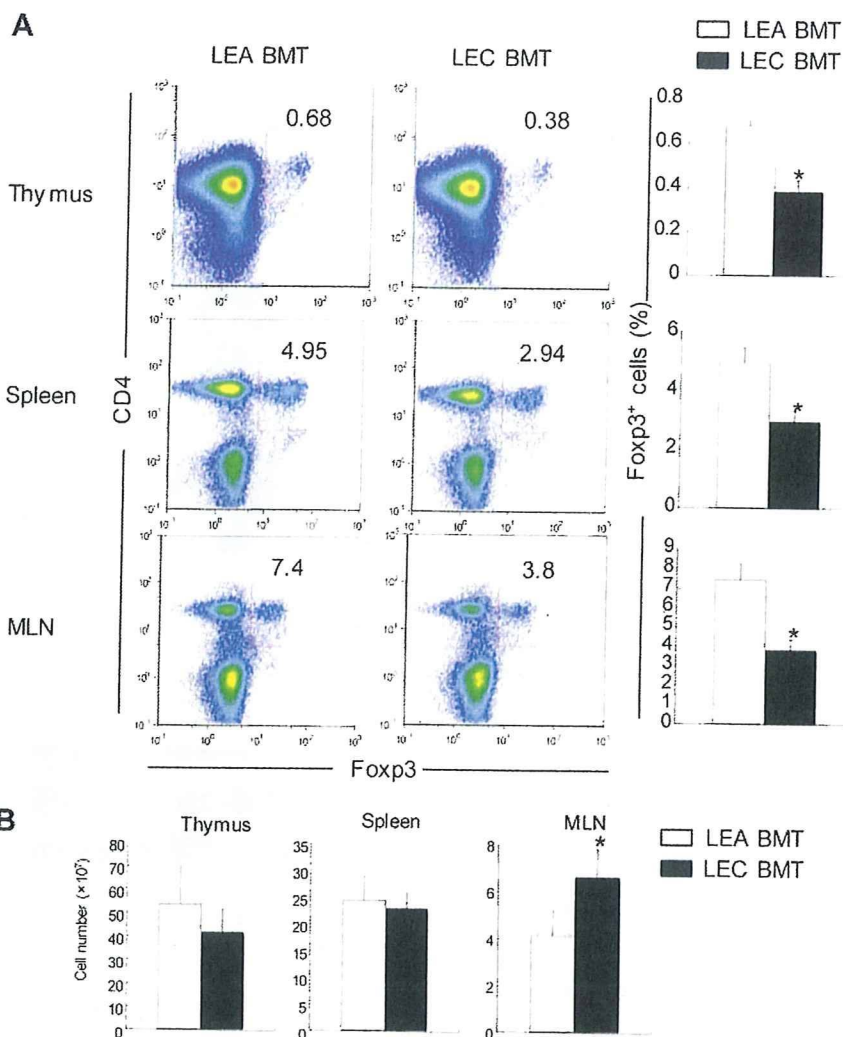 A
LEA BMT
LEC BMT
LEA BMT
LEC BMT
Thymus
Spleen
MLN
CD4
Foxp3
0.68
0.38
4.95
2.94
7.4
3.8
Foxp3+ cells (%)
0.8
0.6
0.4
0.2
0
*
6
4
2
0
*
9
8
7
6
5
4
3
2
1
0
*
B
Thymus
Spleen
MLN
LEA BMT
LEC BMT
Cell number (×10⁷)
80
70
60
50
40
30
20
10
0
35
30
25
20
15
10
5
0
8
6
4
2
0
*